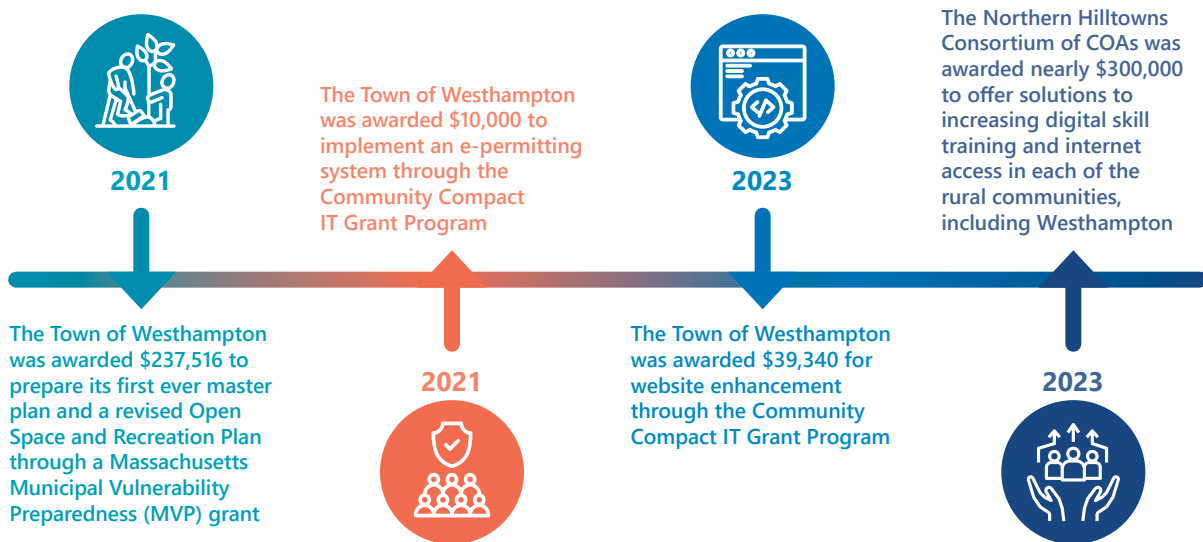 2021
The Town of Westhampton
was awarded $237,516 to
prepare its first ever master
plan and a revised Open
Space and Recreation Plan
through a Massachusetts
Municipal Vulnerability
Preparedness (MVP) grant
The Town of Westhampton
was awarded $10,000 to
implement an e-permitting
system through the
Community Compact
IT Grant Program
2021
2023
The Town of Westhampton
was awarded $39,340 for
website enhancement
through the Community
Compact IT Grant Program
The Northern Hilltowns
Consortium of COAs was
awarded nearly $300,000
to offer solutions to
increasing digital skill
training and internet
access in each of the
rural communities,
including Westhampton
2023